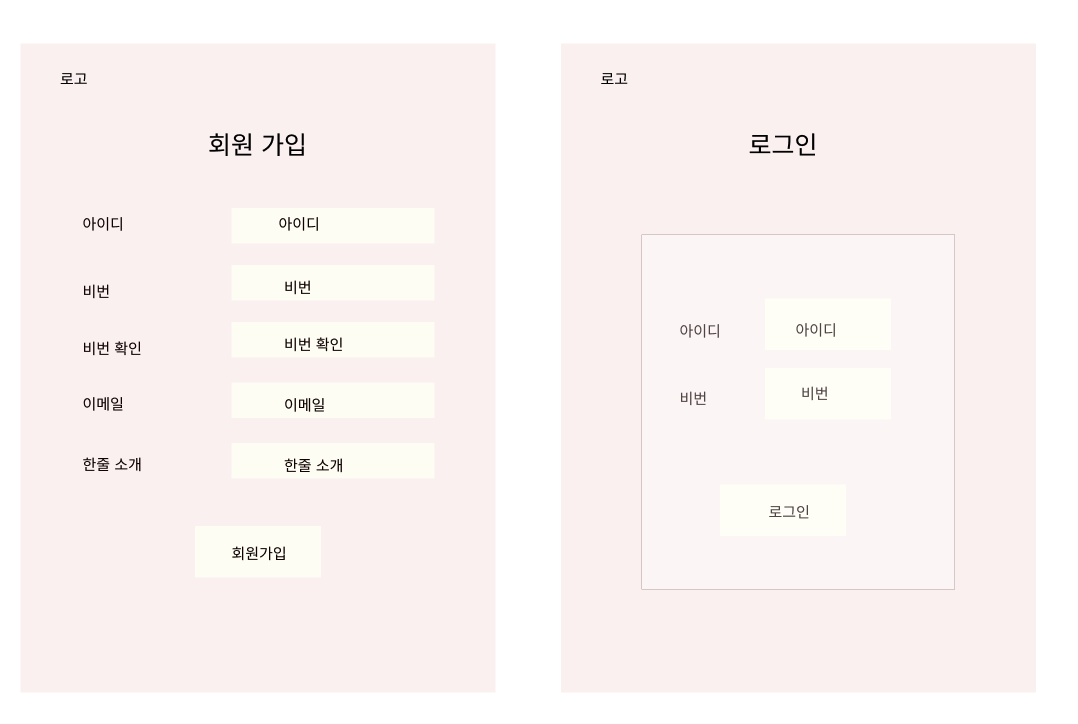 로고
회원 가입
아이디 아이디
비번 비번
비번 확인 비번 확인
이메일 이메일
한줄 소개 한줄 소개
회원가입
로고
로그인
아이디 아이디
비번 비번
로그인